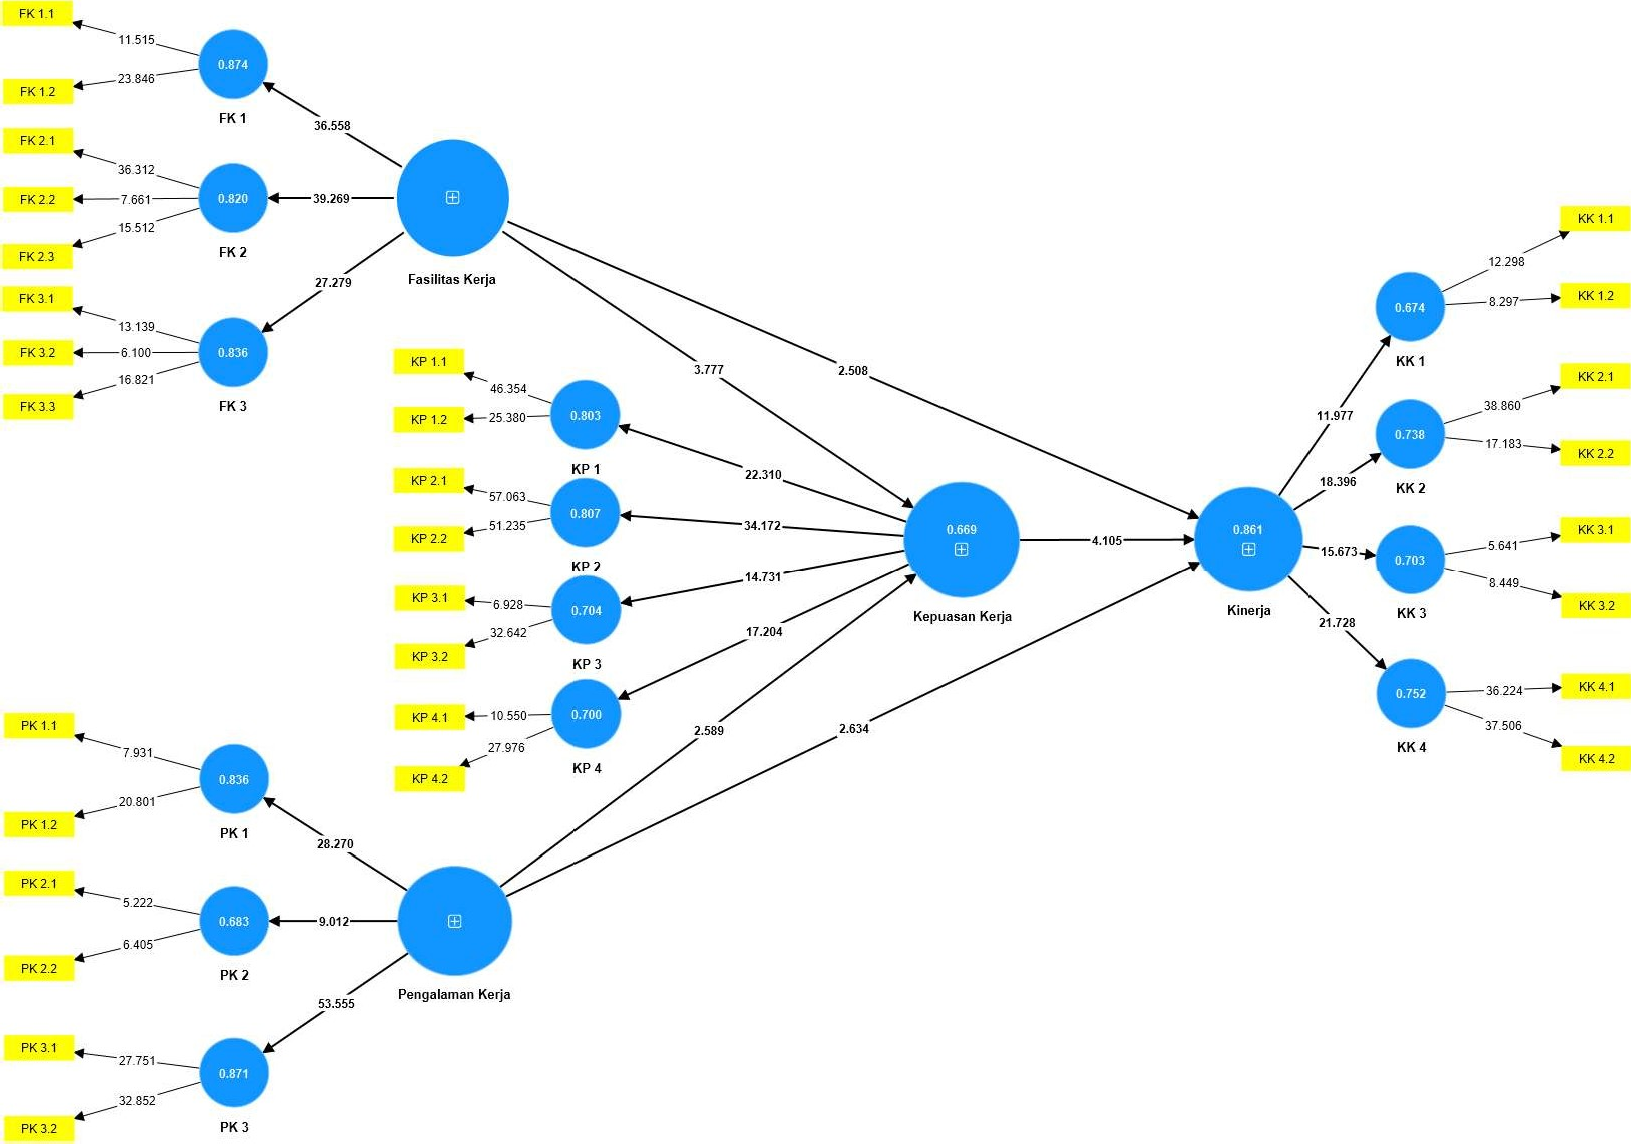 FK 1.1
11.515
0.874
23.846
FK 1.2
FK 1
36.558
FK 2.1
36.312
0.820
FK 2.2
7.661
39.269
15.512
FK 2.3
FK 2
Fasilitas Kerja
27.279
FK 3.1
13.139
FK 3.2
6.100
0.836
16.821
FK 3.3
FK 3
3.777
2.508
KP 1.1
46.354
0.803
KP 1.2
25.380
KP 1
22.310
KP 2.1
57.063
0.807
51.235
KP 2.2
KP 2
34.172
KP 3.1
6.928
0.704
32.642
KP 3.2
KP 3
14.731
17.204
KP 4.1
10.550
0.700
27.976
KP 4.2
KP 4
0.669
Kepuasan Kerja
4.105
0.861
Kinerja
2.589
2.634
KK 1.1
12.298
0.674
8.297
KK 1.2
KK 1
11.977
KK 2.1
38.860
0.738
17.183
KK 2.2
KK 2
18.396
KK 3.1
5.641
15.673
0.703
8.449
KK 3.2
KK 3
21.728
KK 4.1
36.224
0.752
37.506
KK 4.2
KK 4
PK 1.1
7.931
0.836
20.801
PK 1.2
PK 1
28.270
PK 2.1
5.222
0.683
9.012
6.405
PK 2.2
PK 2
Pengalaman Kerja
53.555
PK 3.1
27.751
0.871
32.852
PK 3.2
PK 3